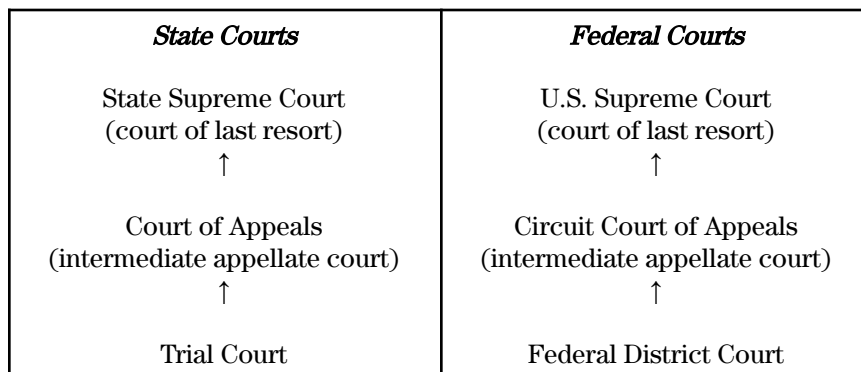 State Courts
State Supreme Court
(court of last resort)
↑
Court of Appeals
(intermediate appellate court)
↑
Trial Court
Federal Courts
U.S. Supreme Court
(court of last resort)
↑
Circuit Court of Appeals
(intermediate appellate court)
↑
Federal District Court